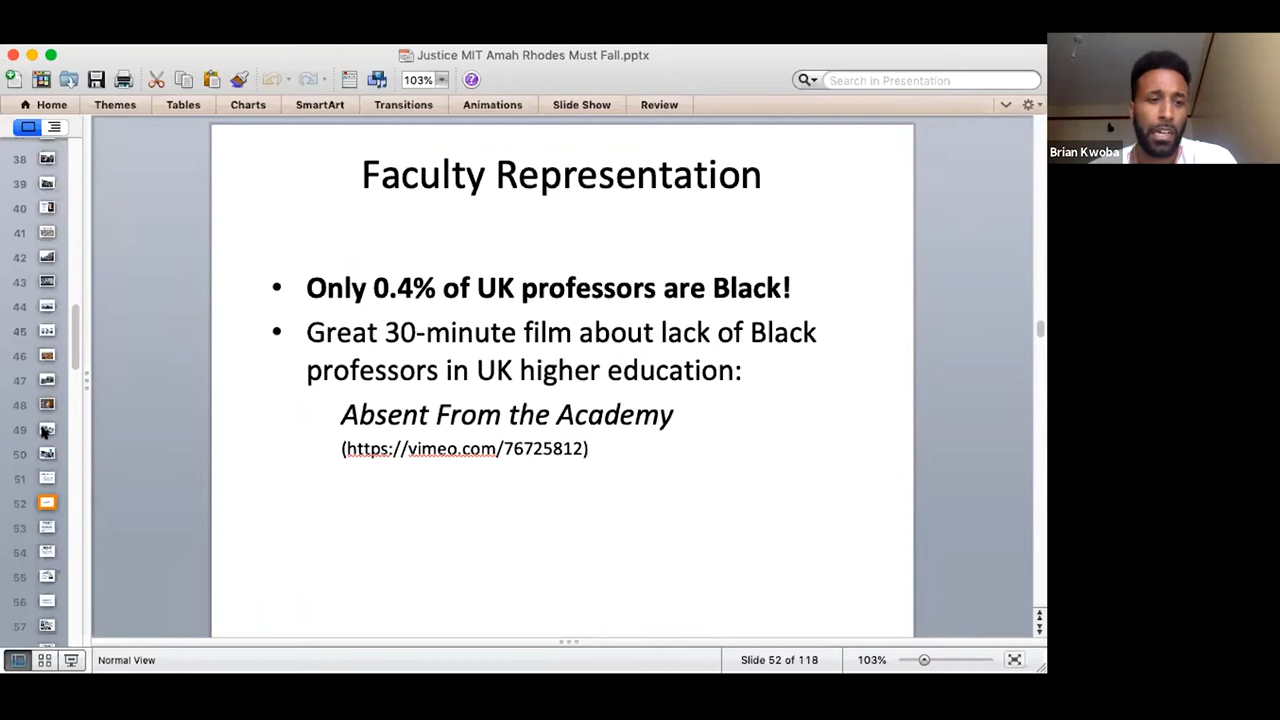 Justice MIT Amah Rhodes Must Fall.pptx
103%
Search in Presentation
Home Themes Tables Charts SmartArt Transitions Animations Slide Show Review
Brian Kwoba
38
39
40
41
42
43
44
45
46
47
48
49
50
51
52
53
54
55
56
57
Faculty Representation
• Only 0.4% of UK professors are Black!
• Great 30-minute film about lack of Black
professors in UK higher education:
Absent From the Academy
(https://vimeo.com/76725812)
Normal View
Slide 52 of 118
103%